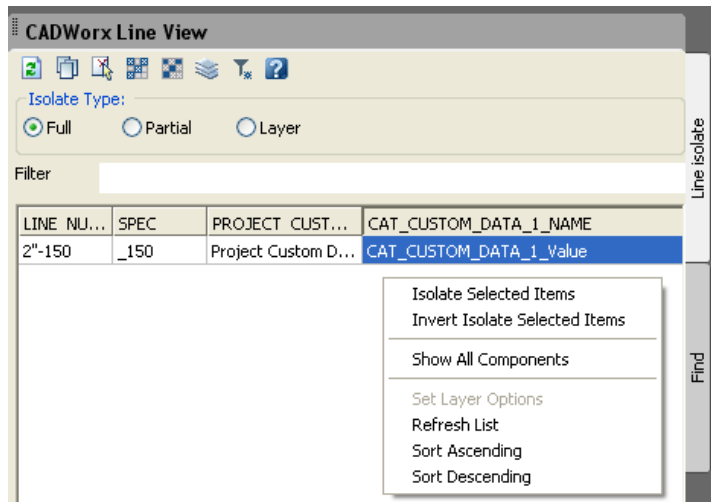 CADWorx Line View
Isolate Type:
Full Partial Layer
Filter
LINE NU... SPEC PROJECT CUST... CAT_CUSTOM_DATA_1_NAME
2"-150 _150 Project Custom D... CAT_CUSTOM_DATA_1_Value
Isolate Selected Items
Invert Isolate Selected Items
Show All Components
Set Layer Options
Refresh List
Sort Ascending
Sort Descending
Line isolate
Find